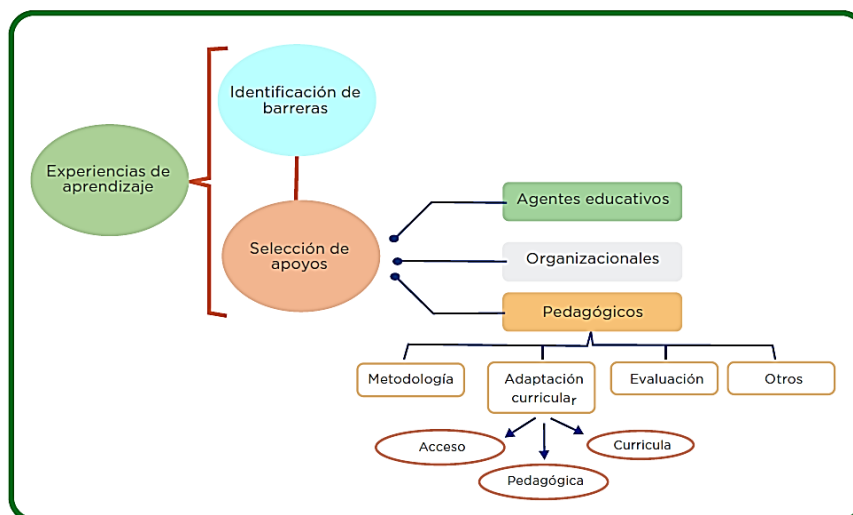 Identificación de
barreras
Experiencias de
aprendizaje
Selección de
apoyos
Agentes educativos
Organizacionales
Pedagógicos
Metodología
Adaptación
curricular
Evaluación
Otros
Acceso
Pedagógica
Curricula